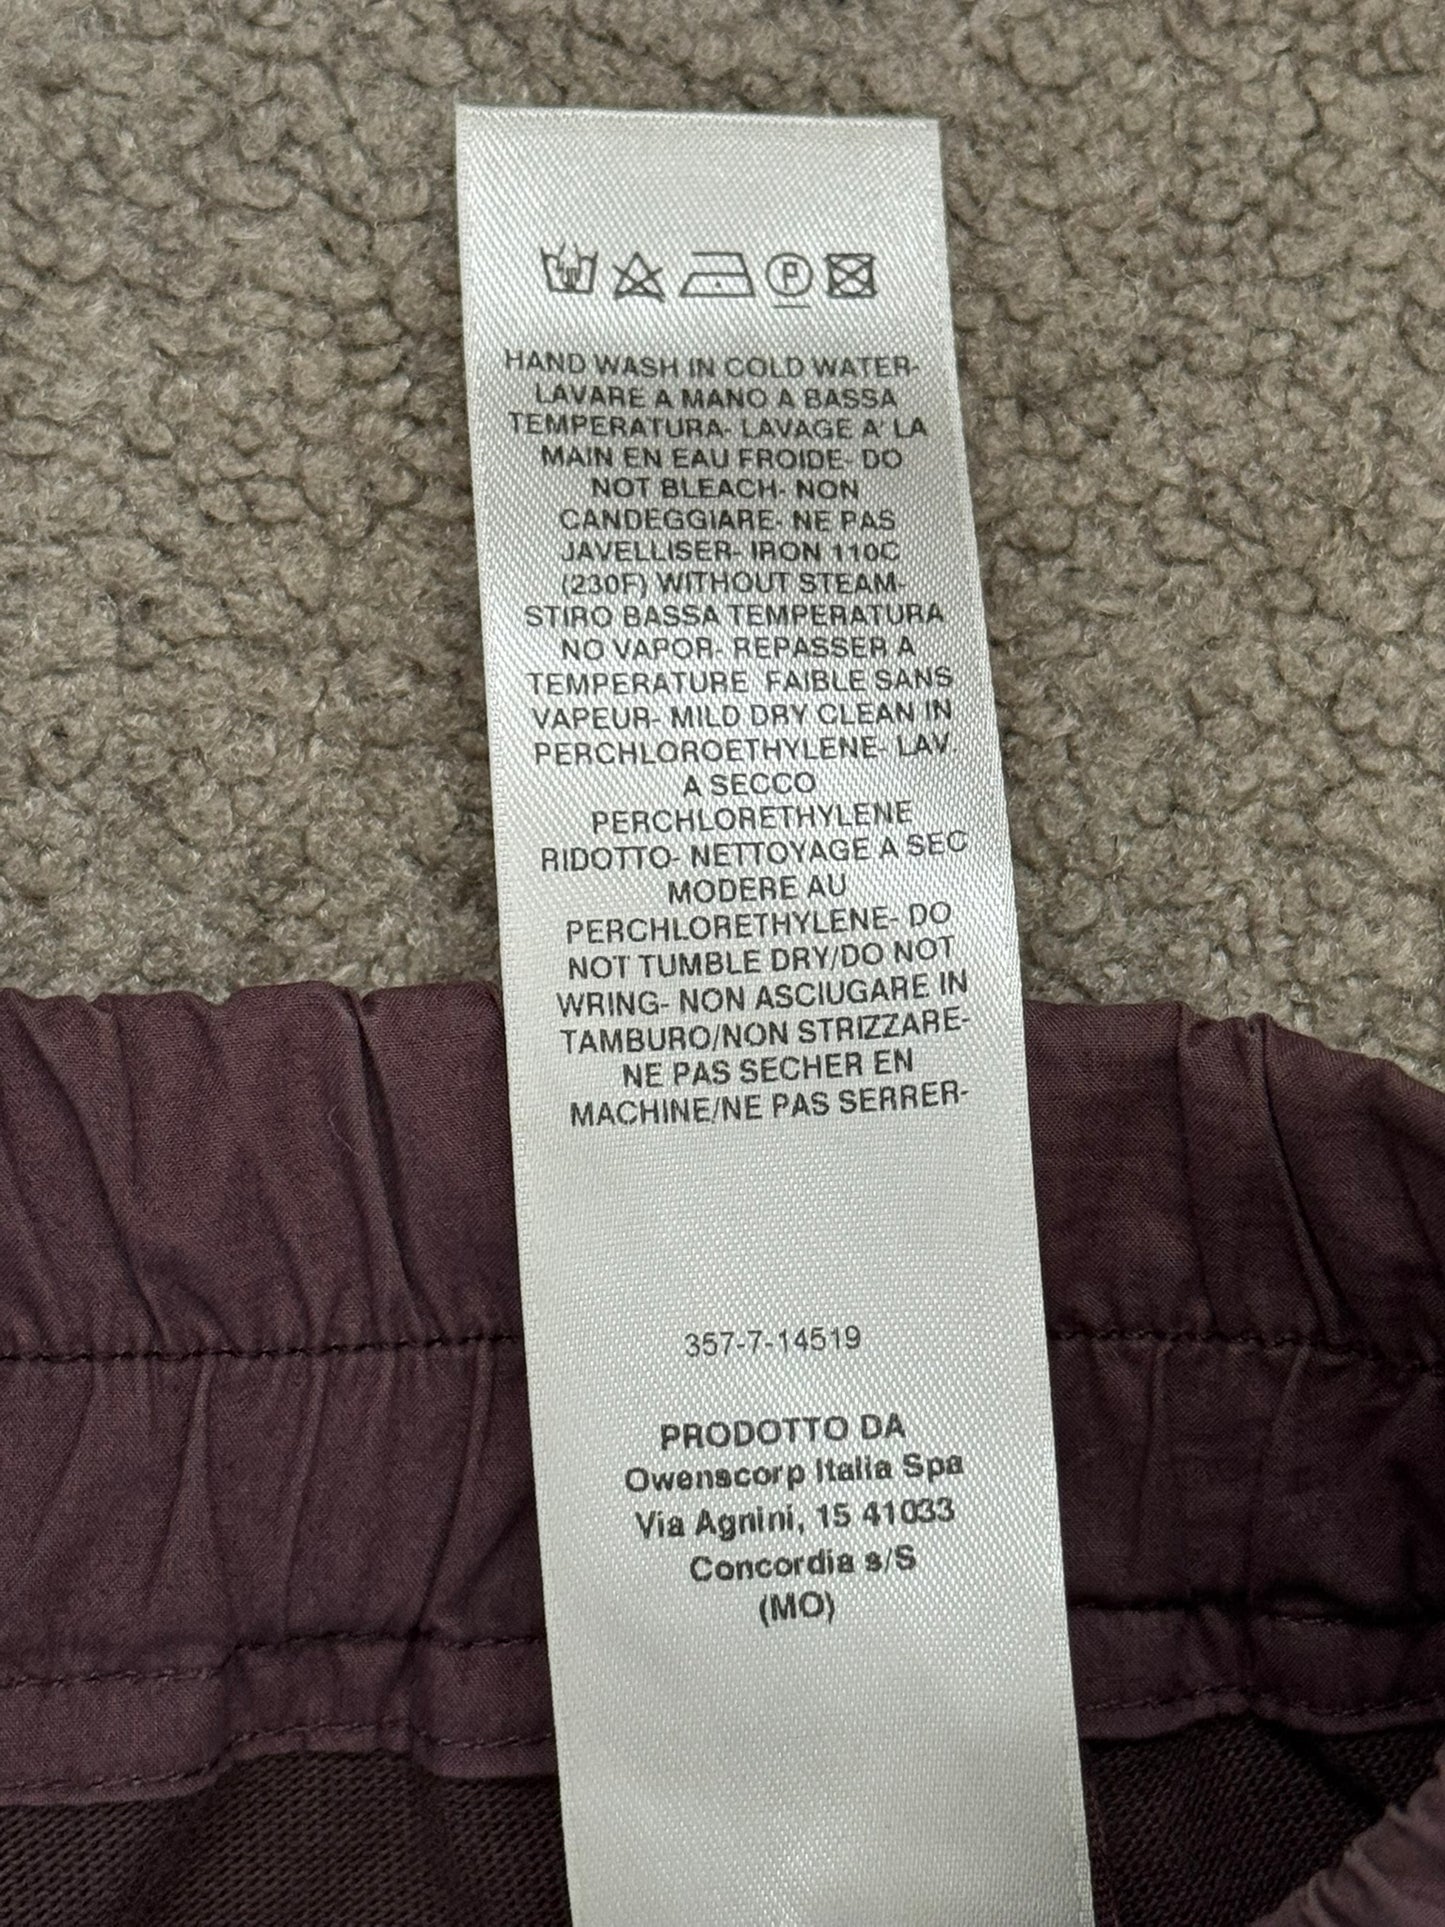 P
HAND WASH IN COLD WATER-
LAVARE A MANO A BASSA
TEMPERATURA- LAVAGE A' LA
MAIN EN EAU FROIDE- DO
NOT BLEACH- NON
CANDEGGIARE- NE PAS
JAVELLISER- IRON 110C
(230F) WITHOUT STEAM-
STIRO BASSA TEMPERATURA
NO VAPOR- REPASSER A
TEMPERATURE FAIBLE SANS
VAPEUR- MILD DRY CLEAN IN
PERCHLOROETHYLENE- LAV.
A SECCO
PERCHLORETHYLENE
RIDOTTO- NETTOYAGE A SEC
MODERE AU
PERCHLORETHYLENE- DO
NOT TUMBLE DRY/DO NOT
WRING- NON ASCIUGARE IN
TAMBURO/NON STRIZZARE-
NE PAS SECHER EN
MACHINE/NE PAS SERRER-
357-7-14519
PRODOTTO DA
Owenscorp Italia Spa
Via Agnini, 15 41033
Concordia s/S
(MO)